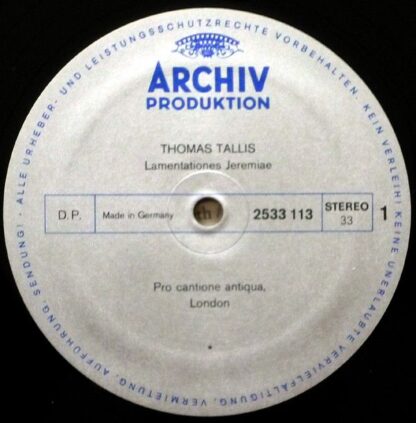 ALLE URHEBER- UND LEISTUNGSSCHUTZRECHTE VORBEHALTEN. KEIN VERLEIH! KEINE UNERLAUBTE VERVIELFÄLTIGUNG, VERMIETUNG, AUFFÜHRUNG, SENDUNG! ·
ARCHIV
PRODUKTION
THOMAS TALLIS
Lamentationes Jeremiae
D.P.
Made in Germany
2533 113
STEREO
33
1
Pro cantione antiqua,
London